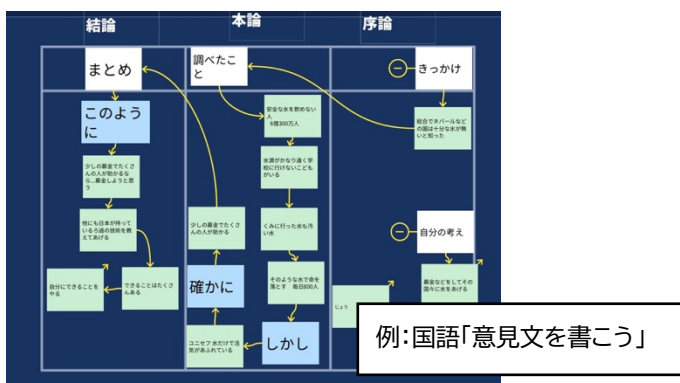 結論
本論
序論
まとめ
調べたこ
と
きっかけ
このよう
に
安全な水を飲めない
人
6億300万人
総合でネパールなど
の国は十分な水が無
いと知った
少しの募金でたくさ
んの人が助かるな
ら…募金しようと思
う
水源がかなり遠く学
校に行けないこども
がいる
他にも日本が持って
いるろ過の技術を教
えてあげる
少しの募金でたくさ
んの人が助かる
くみに行った水も汚
い水
自分の考え
自分にできることを
やる
できることはたくさ
んある
確かに
そのような水で命を
落とす 毎日800人
募金などをしてその
国々に水をあげる
じょう
ユニセフ 水だけで活
気があふれている
しかし
例:国語「意見文を書こう」